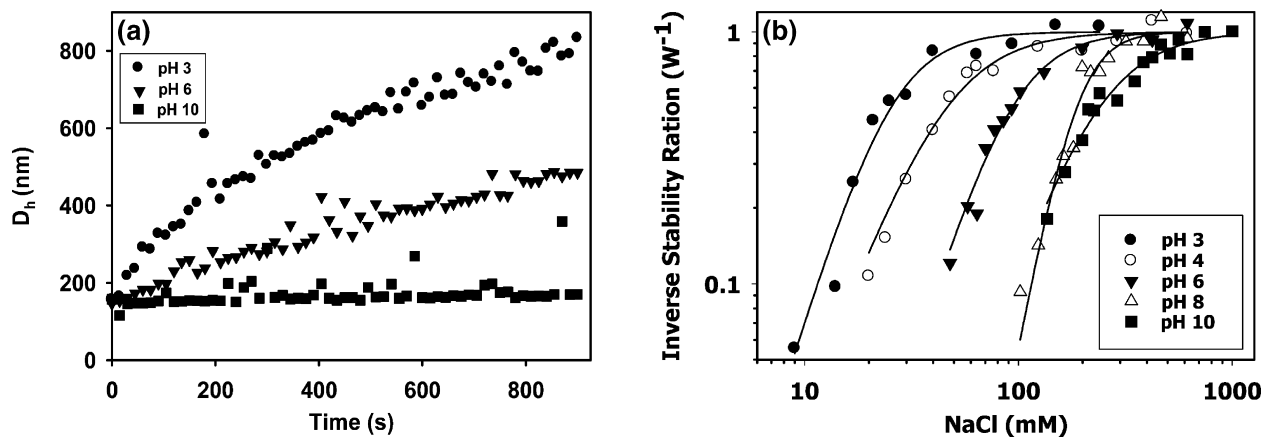 (a)
pH 3
pH 6
pH 10
800
600
400
200
0
D_h (nm)
0 200 400 600 800
Time (s)
(b)
1
0.1
Inverse Stability Ration (W⁻¹)
pH 3
pH 4
pH 6
pH 8
pH 10
10 100 1000
NaCl (mM)